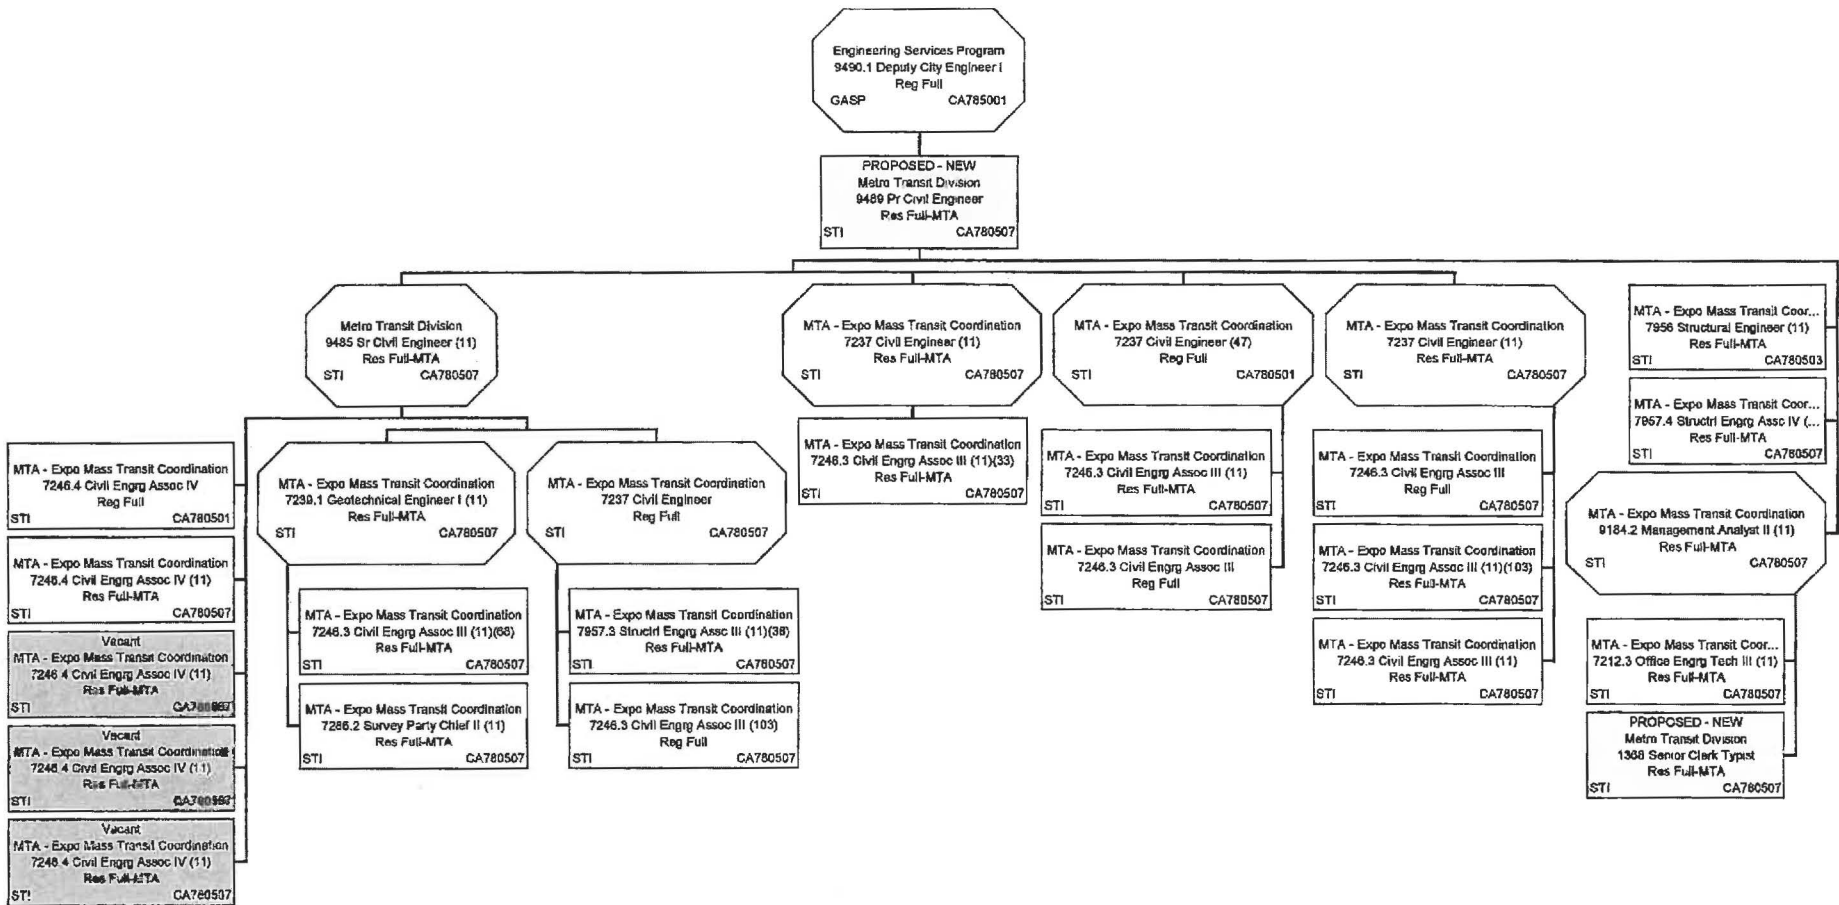 Engineering Services Program
9490.1 Deputy City Engineer I
Reg Full
GASP CA785001
PROPOSED - NEW
Metro Transit Division
9489 Pr Civil Engineer
Res Full-MTA
STI CA780507
Metro Transit Division
9485 Sr Civil Engineer (11)
Res Full-MTA
STI CA780507
MTA - Expo Mass Transit Coordination
7246.4 Civil Engrg Assoc IV
Reg Full
STI CA780501
MTA - Expo Mass Transit Coordination
7246.4 Civil Engrg Assoc IV (11)
Res Full-MTA
STI CA780507
Vacant
MTA - Expo Mass Transit Coordination
7246.4 Civil Engrg Assoc IV (11)
Res Full-MTA
STI
Vacant
MTA - Expo Mass Transit Coordination
7246.4 Civil Engrg Assoc IV (11)
Res Full-MTA
STI
Vacant
MTA - Expo Mass Transit Coordination
7246.4 Civil Engrg Assoc IV (11)
Res Full-MTA
STI CA780507
MTA - Expo Mass Transit Coordination
7239.1 Geotechnical Engineer I (11)
Res Full-MTA
STI CA780507
MTA - Expo Mass Transit Coordination
7246.3 Civil Engrg Assoc III (11)(68)
Res Full-MTA
STI CA780507
MTA - Expo Mass Transit Coordination
7286.2 Survey Party Chief II (11)
Res Full-MTA
STI CA780507
MTA - Expo Mass Transit Coordination
7237 Civil Engineer
Reg Full
STI CA780507
MTA - Expo Mass Transit Coordination
7957.3 Structrl Engrg Assc III (11)(36)
Res Full-MTA
STI CA780507
MTA - Expo Mass Transit Coordination
7246.3 Civil Engrg Assoc III (103)
Reg Full
STI CA780507
MTA - Expo Mass Transit Coordination
7237 Civil Engineer (11)
Res Full-MTA
STI CA780507
MTA - Expo Mass Transit Coordination
7246.3 Civil Engrg Assoc III (11)(33)
Res Full-MTA
STI CA780507
MTA - Expo Mass Transit Coordination
7237 Civil Engineer (47)
Reg Full
STI CA780501
MTA - Expo Mass Transit Coordination
7246.3 Civil Engrg Assoc III (11)
Res Full-MTA
STI CA780507
MTA - Expo Mass Transit Coordination
7246.3 Civil Engrg Assoc III
Reg Full
STI CA780507
MTA - Expo Mass Transit Coordination
7237 Civil Engineer (11)
Res Full-MTA
STI CA780507
MTA - Expo Mass Transit Coordination
7246.3 Civil Engrg Assoc III
Reg Full
STI CA780507
MTA - Expo Mass Transit Coordination
7246.3 Civil Engrg Assoc III (11)(103)
Res Full-MTA
STI CA780507
MTA - Expo Mass Transit Coordination
7246.3 Civil Engrg Assoc III (11)
Res Full-MTA
STI CA780507
MTA - Expo Mass Transit Coor...
7956 Structural Engineer (11)
Res Full-MTA
STI CA780503
MTA - Expo Mass Transit Coor...
7957.4 Structrl Engrg Assc IV (...
Res Full-MTA
STI CA780507
MTA - Expo Mass Transit Coordination
9184.2 Management Analyst II (11)
Res Full-MTA
STI CA780507
MTA - Expo Mass Transit Coor...
7212.3 Office Engrg Tech III (11)
Res Full-MTA
STI CA780507
PROPOSED - NEW
Metro Transit Division
1368 Senior Clerk Typist
Res Full-MTA
STI CA780507